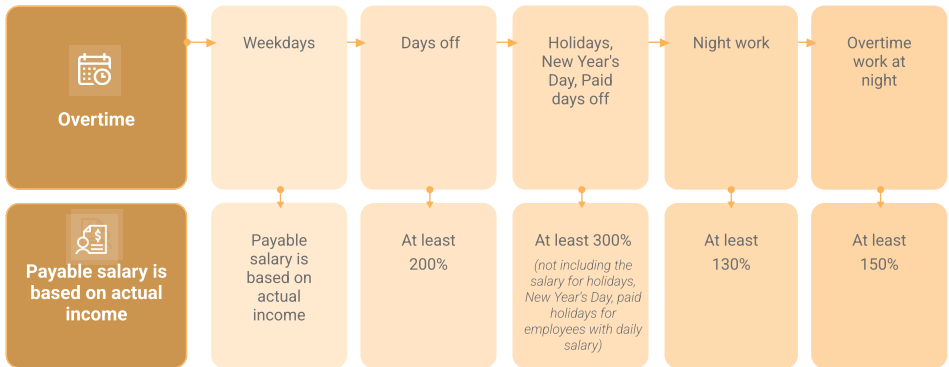 Overtime
Weekdays
Days off
Holidays,
New Year's
Day, Paid
days off
Night work
Overtime
work at
night
Payable salary is
based on actual
income
Payable
salary is
based on
actual
income
At least
200%
At least 300%
(not including the
salary for holidays,
New Year's Day, paid
holidays for
employees with daily
salary)
At least
130%
At least
150%